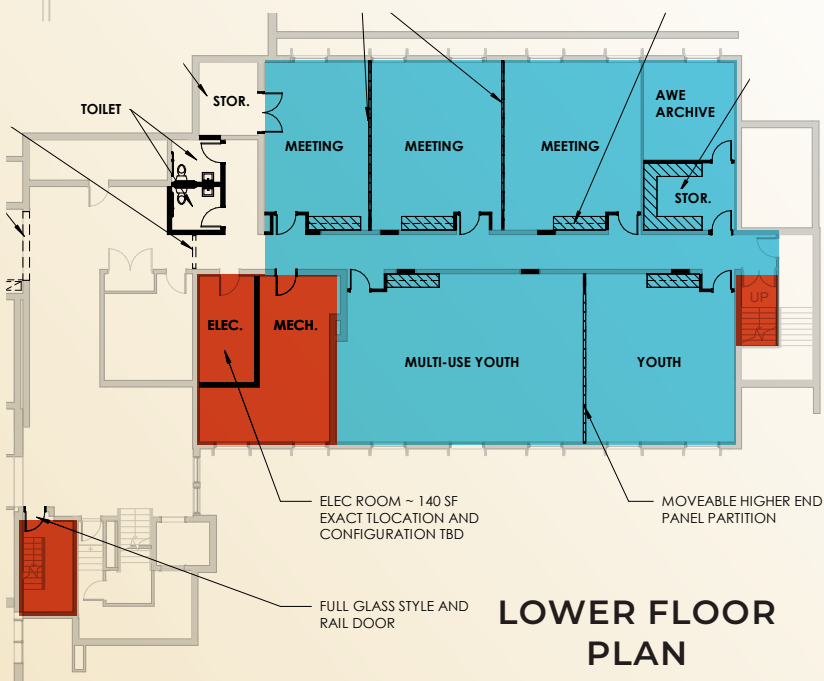 STOR.
TOILET
AWE
ARCHIVE
MEETING
MEETING
MEETING
STOR.
UP
ELEC.
MECH.
MULTI-USE YOUTH
YOUTH
ELEC ROOM ~ 140 SF
EXACT TLOCATION AND
CONFIGURATION TBD
MOVEABLE HIGHER END
PANEL PARTITION
FULL GLASS STYLE AND
RAIL DOOR
LOWER FLOOR
PLAN